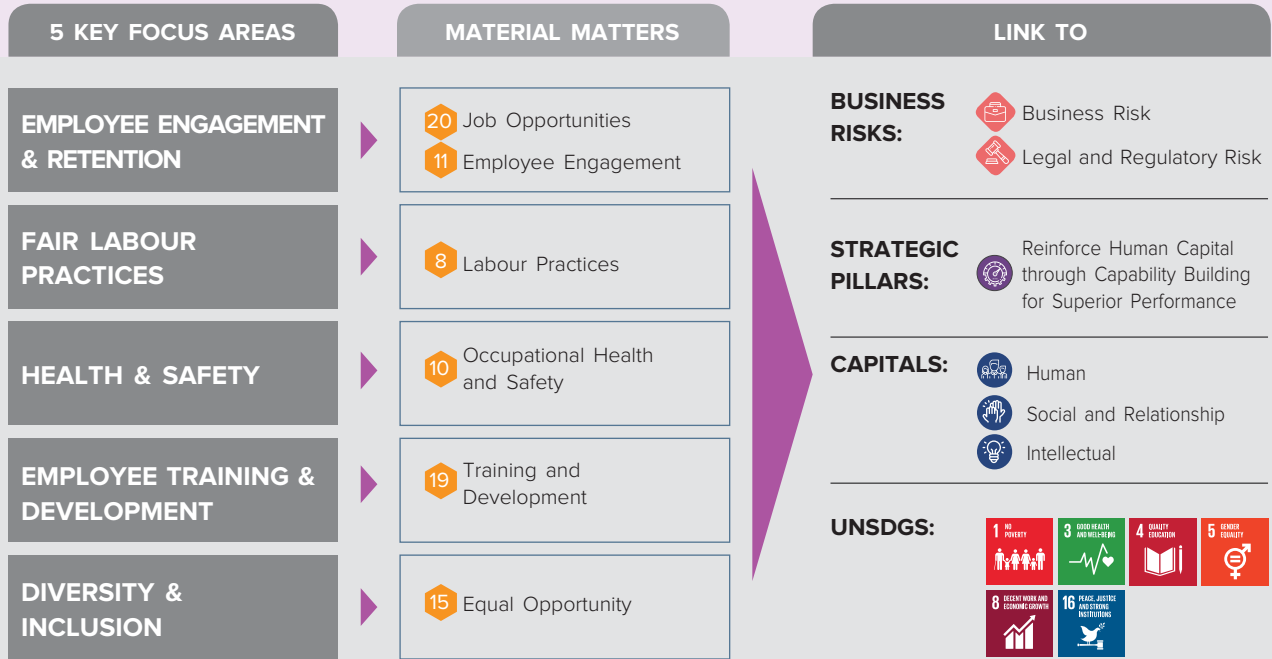 5 KEY FOCUS AREAS
MATERIAL MATTERS
LINK TO
EMPLOYEE ENGAGEMENT
& RETENTION
20 Job Opportunities
11 Employee Engagement
FAIR LABOUR
PRACTICES
8 Labour Practices
HEALTH & SAFETY
10 Occupational Health
and Safety
EMPLOYEE TRAINING &
DEVELOPMENT
19 Training and
Development
DIVERSITY &
INCLUSION
15 Equal Opportunity
BUSINESS
RISKS:
Business Risk
Legal and Regulatory Risk
STRATEGIC
PILLARS:
Reinforce Human Capital
through Capability Building
for Superior Performance
CAPITALS:
Human
Social and Relationship
Intellectual
UNSDGS:
1 NO
POVERTY
3 GOOD HEALTH
AND WELL-BEING
4 QUALITY
EDUCATION
5 GENDER
EQUALITY
8 DECENT WORK AND
ECONOMIC GROWTH
16 PEACE, JUSTICE
AND STRONG
INSTITUTIONS